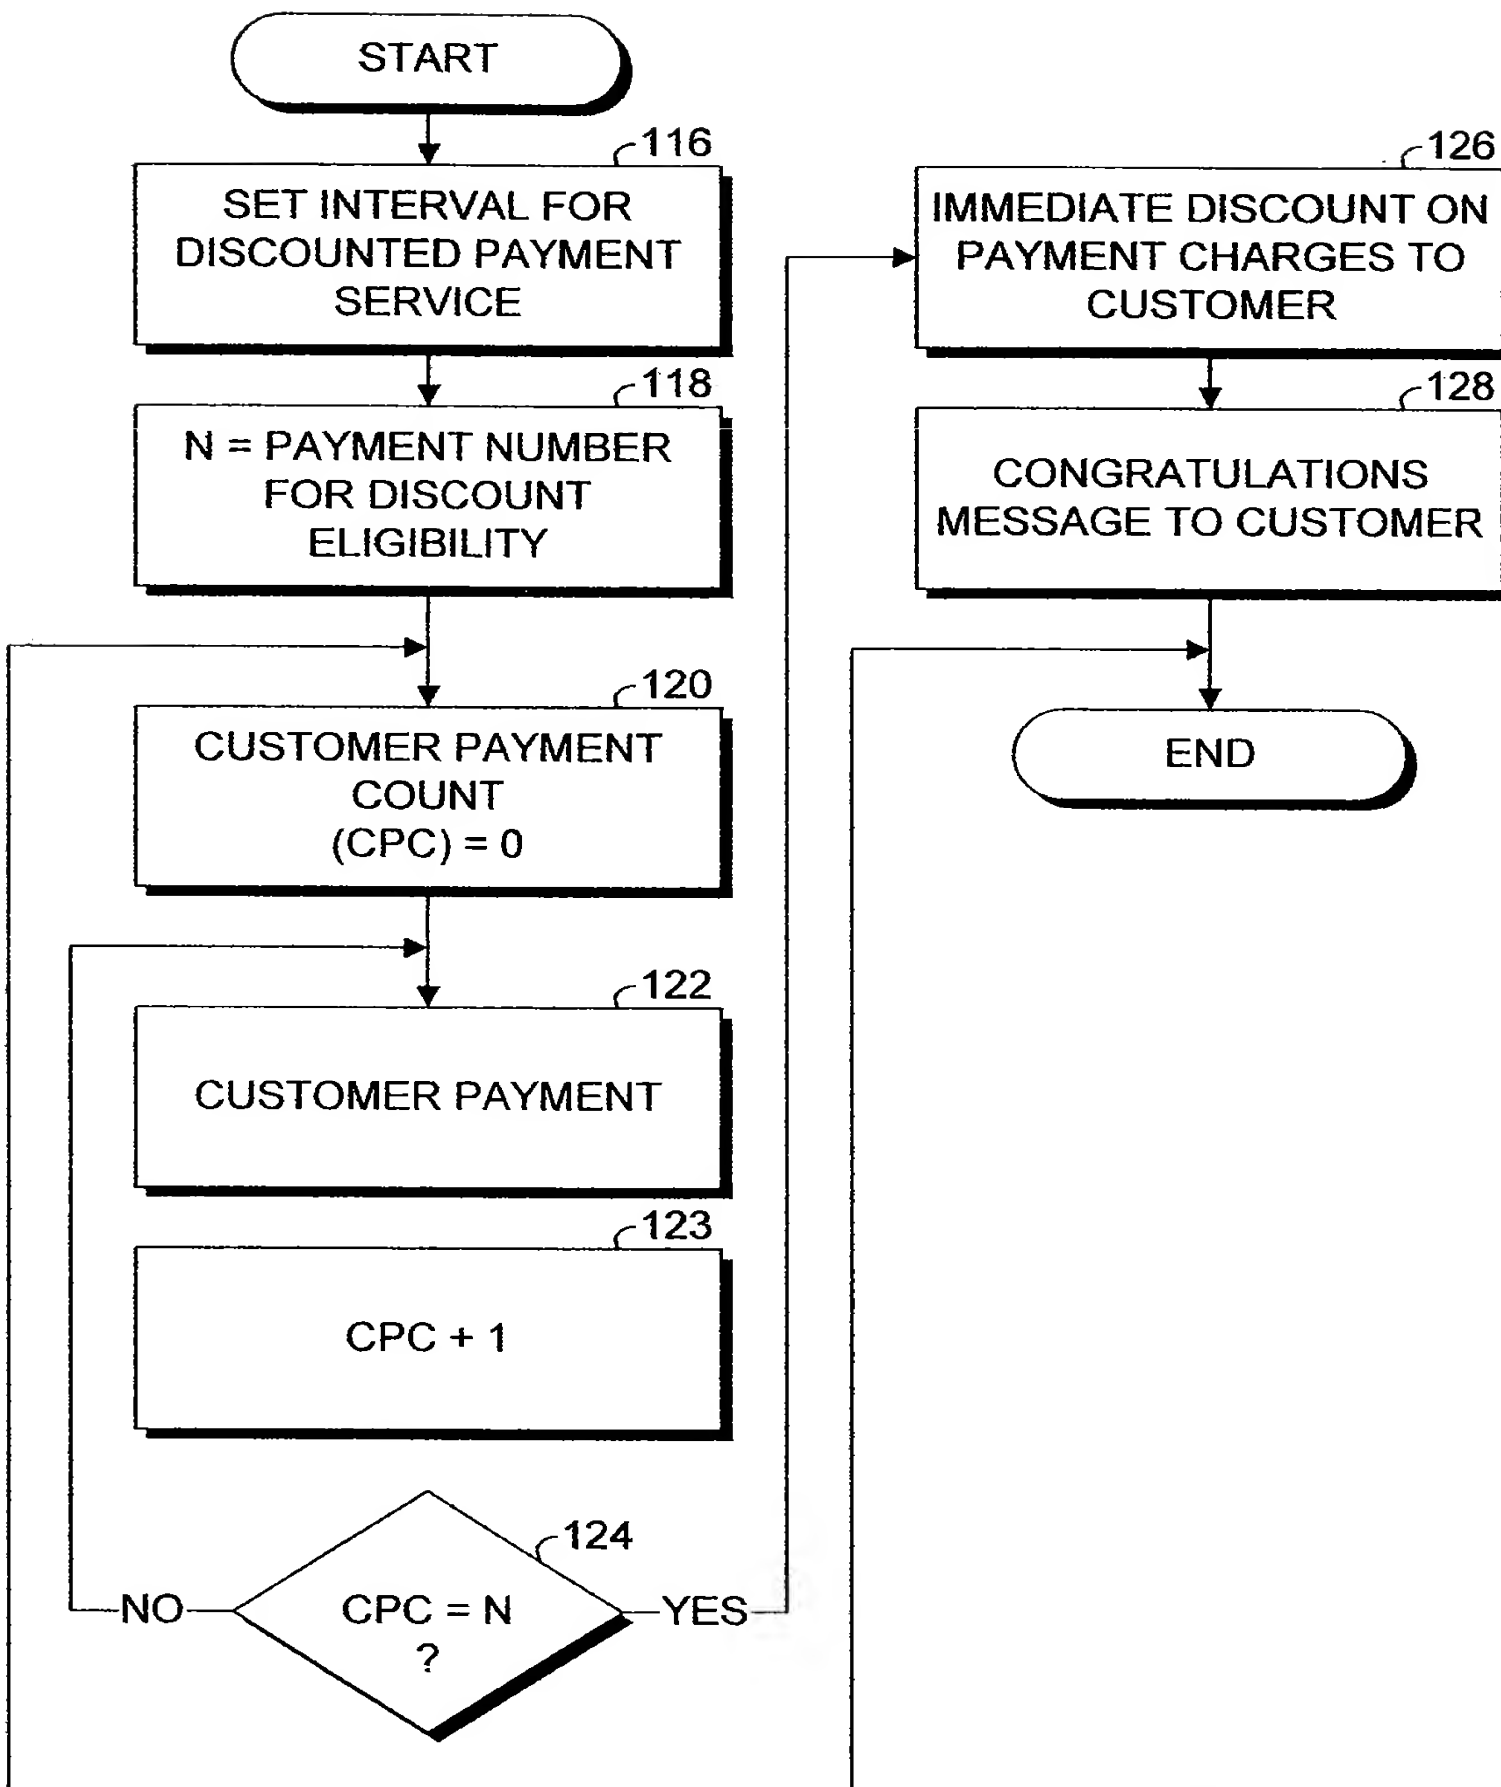 START
116
SET INTERVAL FOR
DISCOUNTED PAYMENT
SERVICE
118
N = PAYMENT NUMBER
FOR DISCOUNT
ELIGIBILITY
120
CUSTOMER PAYMENT
COUNT
(CPC) = 0
122
CUSTOMER PAYMENT
123
CPC + 1
124
CPC = N
?
NO
YES
126
IMMEDIATE DISCOUNT ON
PAYMENT CHARGES TO
CUSTOMER
128
CONGRATULATIONS
MESSAGE TO CUSTOMER
END